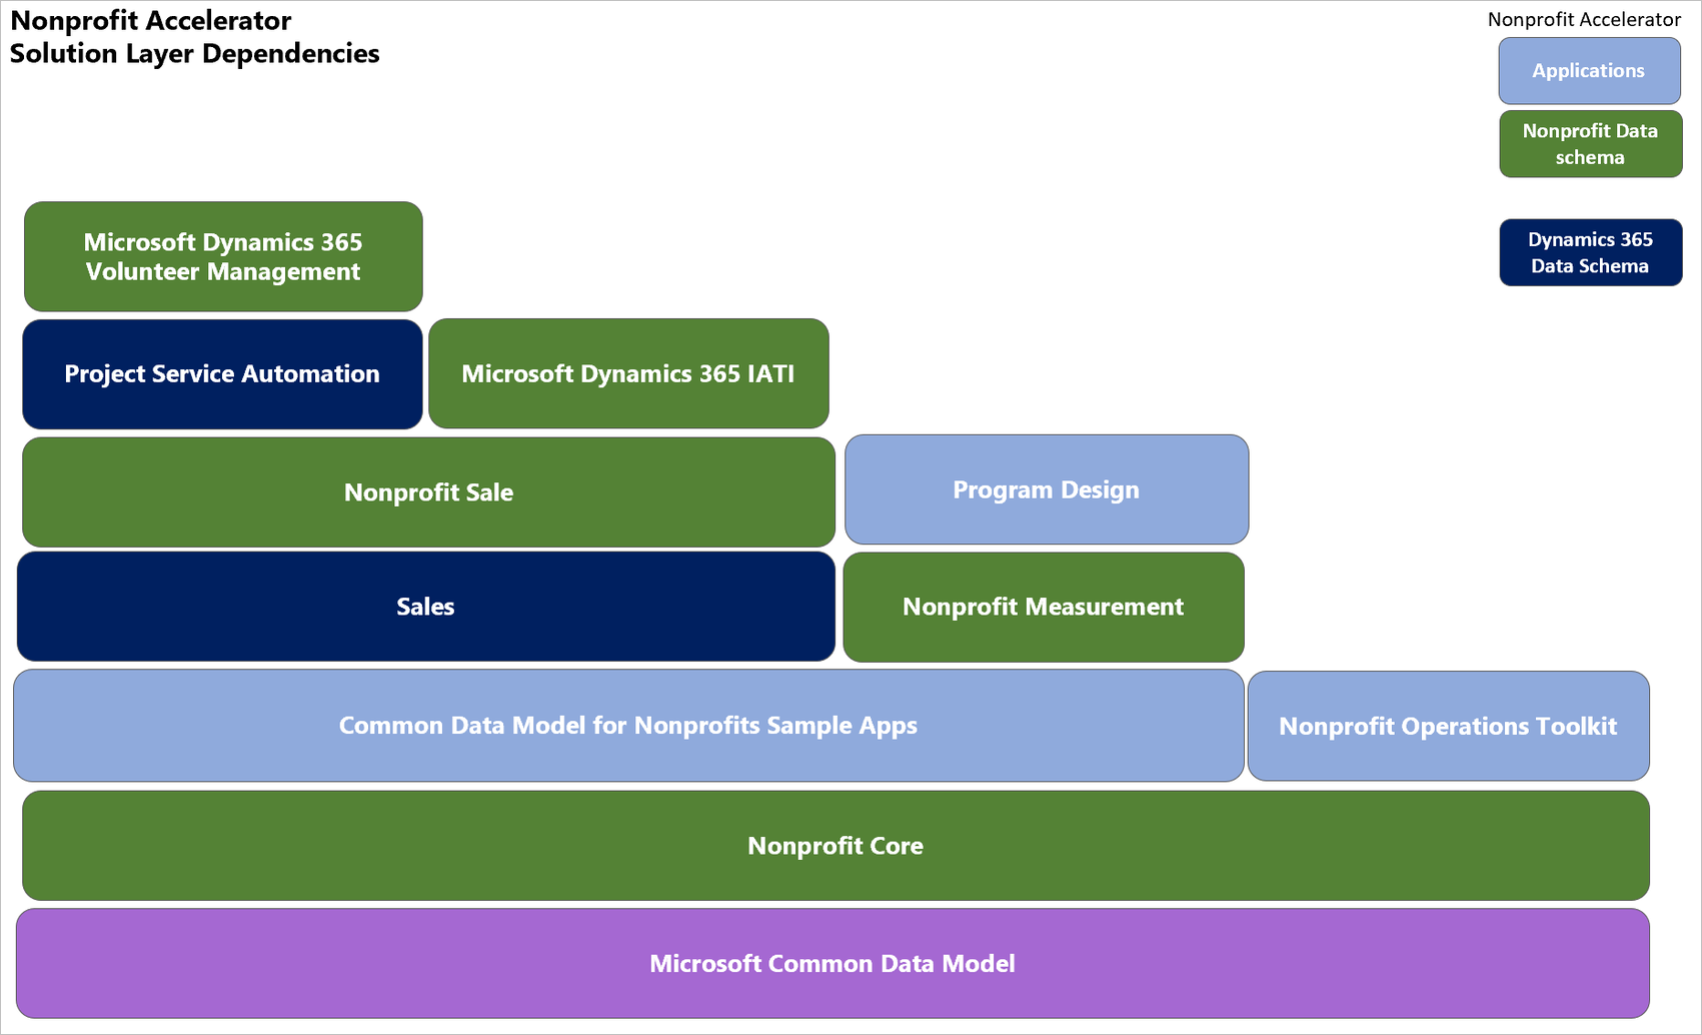 Nonprofit Accelerator
Solution Layer Dependencies
Nonprofit Accelerator
Applications
Nonprofit Data
schema
Dynamics 365
Data Schema
Microsoft Dynamics 365
Volunteer Management
Project Service Automation
Microsoft Dynamics 365 IATI
Nonprofit Sale
Program Design
Sales
Nonprofit Measurement
Common Data Model for Nonprofits Sample Apps
Nonprofit Operations Toolkit
Nonprofit Core
Microsoft Common Data Model